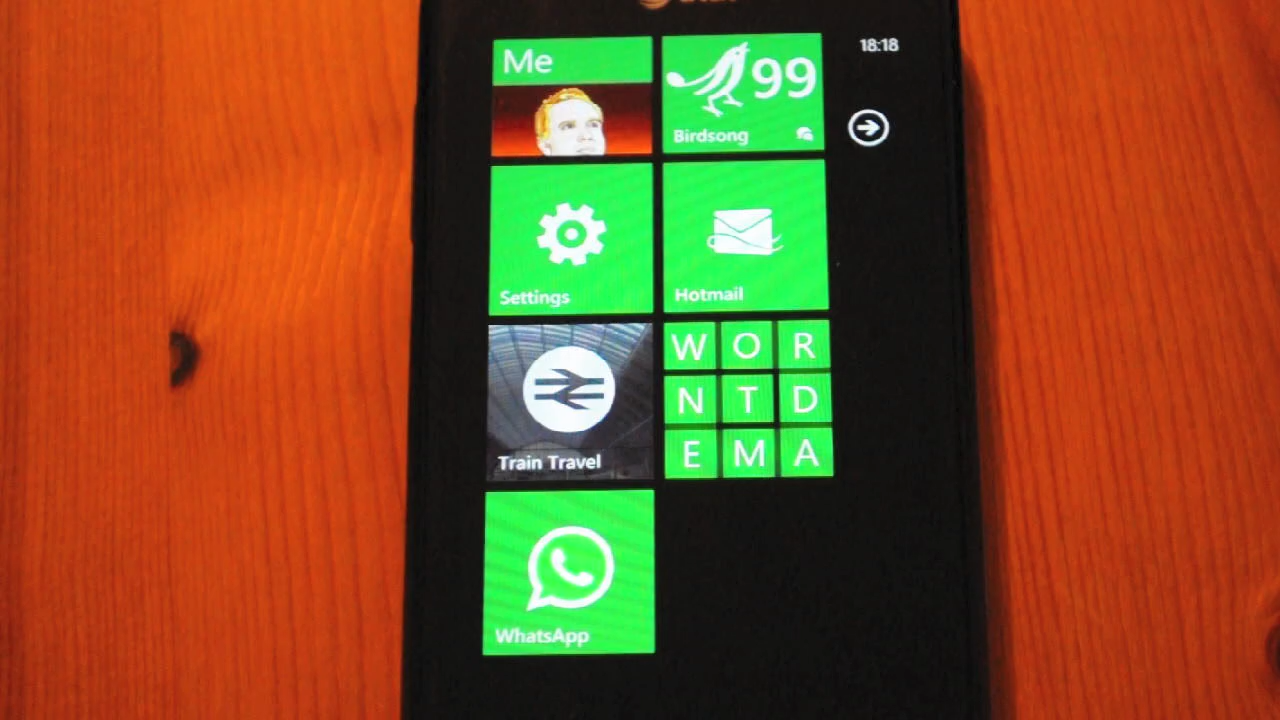 Me
99
18:18
Birdsong
Settings
Hotmail
W O R
N T D
E M A
Train Travel
WhatsApp